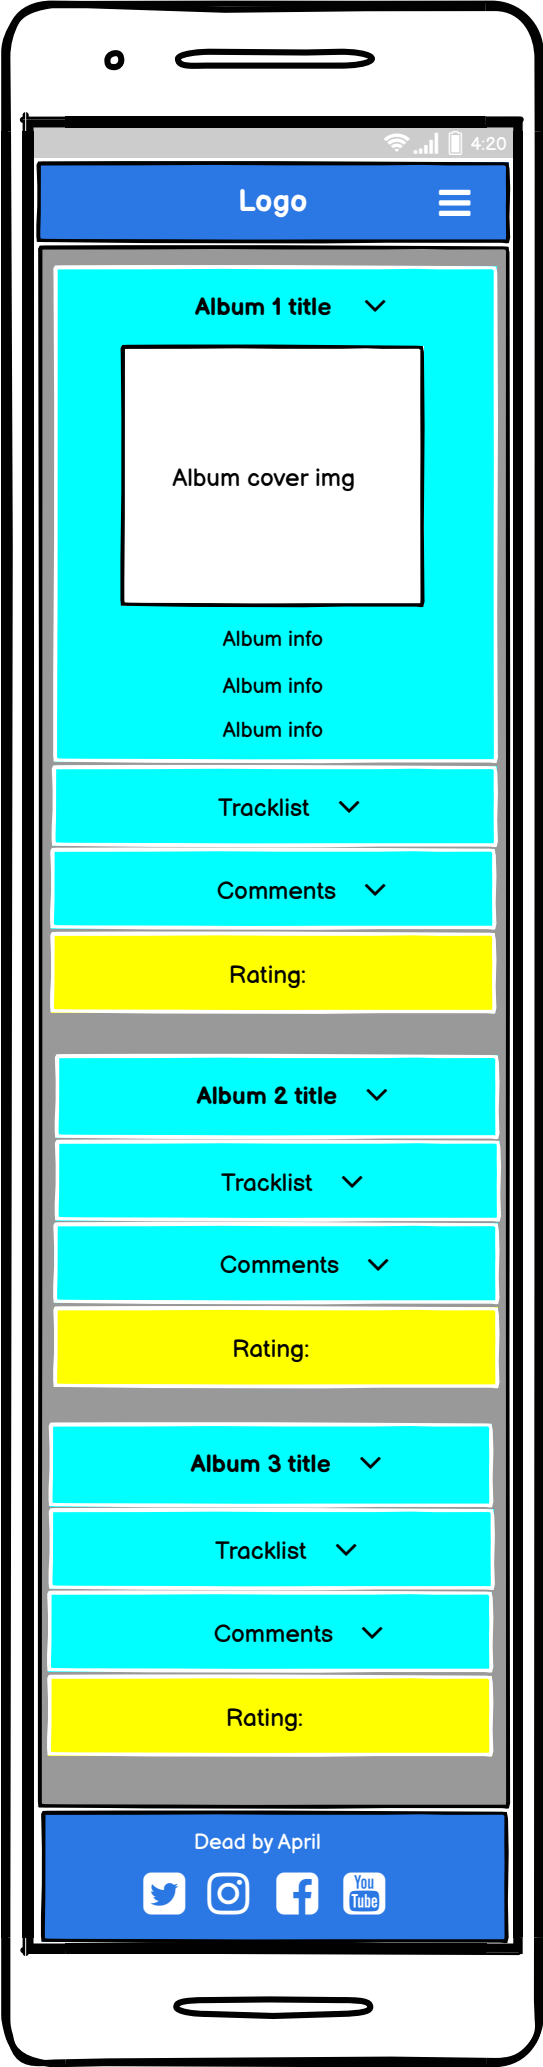 4:20
Logo
Album 1 title
Album cover img
Album info
Album info
Album info
Tracklist
Comments
Rating:
Album 2 title
Tracklist
Comments
Rating:
Album 3 title
Tracklist
Comments
Rating:
Dead by April
You
Tube